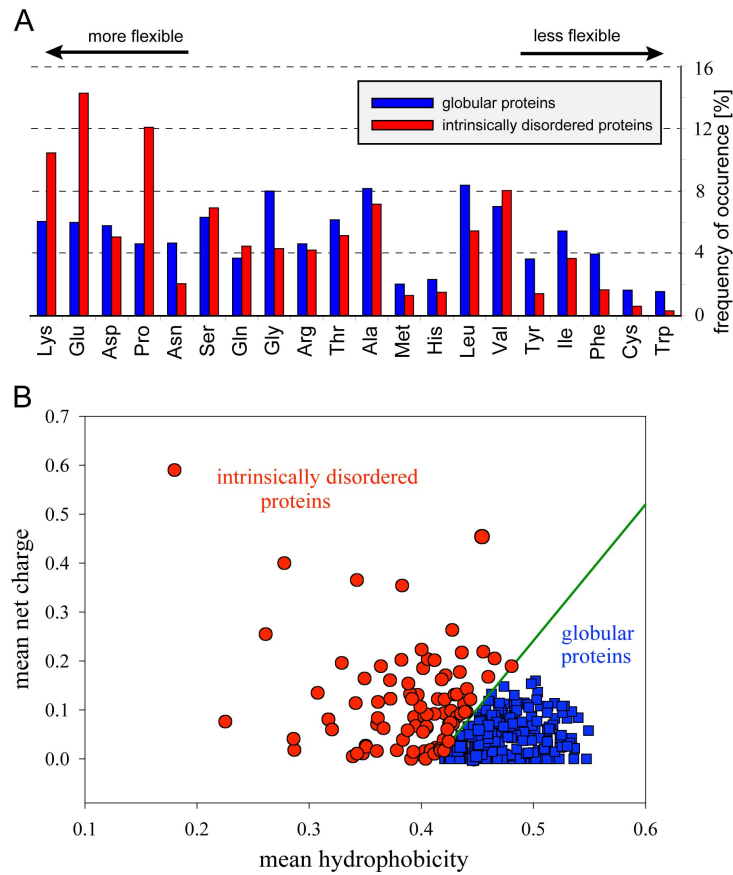 A
more flexible
less flexible
16
12
8
4
0
frequency of occurence [%]
globular proteins
intrinsically disordered proteins
Lys
Glu
Asp
Pro
Asn
Ser
Gln
Gly
Arg
Thr
Ala
Met
His
Leu
Val
Tyr
Ile
Phe
Cys
Trp
B
0.7
0.6
0.5
0.4
0.3
0.2
0.1
0.0
mean net charge
intrinsically disordered
proteins
globular
proteins
0.1
0.2
0.3
0.4
0.5
0.6
mean hydrophobicity